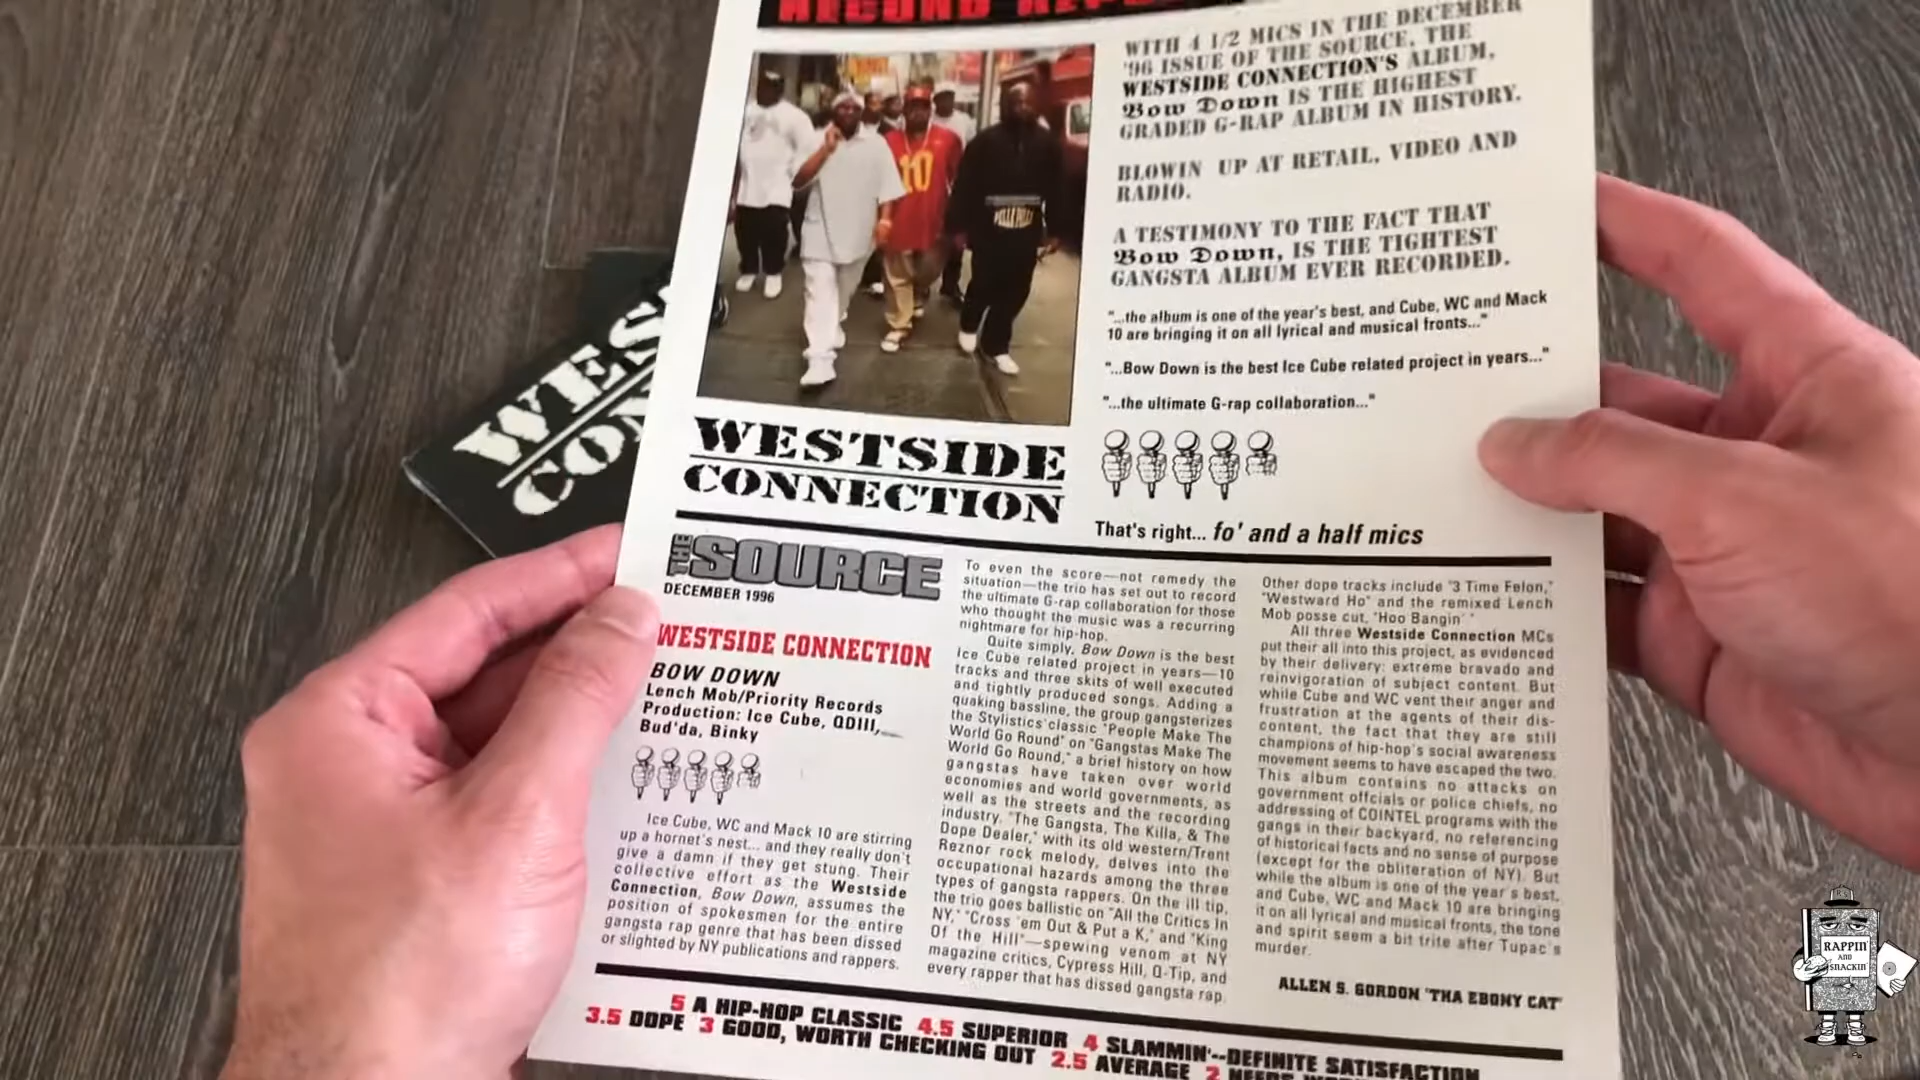 RECORD
WITH 4 1/2 MICS IN THE DECEMBER
'96 ISSUE OF THE SOURCE, THE
WESTSIDE CONNECTION'S ALBUM,
Bow Down IS THE HIGHEST
GRADED G-RAP ALBUM IN HISTORY.
BLOWIN UP AT RETAIL, VIDEO AND
RADIO.
A TESTIMONY TO THE FACT THAT
Bow Down, IS THE TIGHTEST
GANGSTA ALBUM EVER RECORDED.
"...the album is one of the year's best, and Cube, WC and Mack
10 are bringing it on all lyrical and musical fronts..."
"...Bow Down is the best Ice Cube related project in years..."
"...the ultimate G-rap collaboration..."
That's right... fo' and a half mics
10
PELLE PELLE
WESTSIDE
CONNECTION
WES
CON
THE SOURCE
DECEMBER 1996
WESTSIDE CONNECTION
BOW DOWN
Lench Mob/Priority Records
Production: Ice Cube, QDIII,
Bud'da, Binky
Ice Cube, WC and Mack 10 are stirring
up a hornet's nest... and they really don't
give a damn if they get stung. Their
collective effort as the Westside
Connection, Bow Down, assumes the
position of spokesmen for the entire
gangsta rap genre that has been dissed
or slighted by NY publications and rappers.
To even the score—not remedy the
situation—the trio has set out to record
the ultimate G-rap collaboration for those
who thought the music was a recurring
nightmare for hip-hop.
Quite simply, Bow Down is the best
Ice Cube related project in years—10
tracks and three skits of well executed
and tightly produced songs. Adding a
quaking bassline, the group gangsterizes
the Stylistics' classic "People Make The
World Go Round" on "Gangstas Make The
World Go Round," a brief history on how
gangstas have taken over world
economies and world governments, as
well as the streets and the recording
industry. "The Gangsta, The Killa, & The
Dope Dealer," with its old western/Trent
Reznor rock melody, delves into the
occupational hazards among the three
types of gangsta rappers. On the ill tip,
the trio goes ballistic on "All the Critics In
NY," "Cross 'em Out & Put a K," and "King
Of the Hill"—spewing venom at NY
magazine critics, Cypress Hill, Q-Tip, and
every rapper that has dissed gangsta rap.
Other dope tracks include "3 Time Felon,"
"Westward Ho" and the remixed Lench
Mob posse cut, "Hoo Bangin'."
All three Westside Connection MCs
put their all into this project, as evidenced
by their delivery: extreme bravado and
reinvigoration of subject content. But
while Cube and WC vent their anger and
frustration at the agents of their dis-
content, the fact that they are still
champions of hip-hop's social awareness
movement seems to have escaped the two.
This album contains no attacks on
government offcials or police chiefs, no
addressing of COINTEL programs with the
gangs in their backyard, no referencing
of historical facts and no sense of purpose
(except for the obliteration of NY). But
while the album is one of the year's best,
and Cube, WC and Mack 10 are bringing
it on all lyrical and musical fronts, the tone
and spirit seem a bit trite after Tupac's
murder.
ALLEN S. GORDON 'THA EBONY CAT'
5 A HIP-HOP CLASSIC 4.5 SUPERIOR 4 SLAMMIN'--DEFINITE SATISFACTION
3.5 DOPE 3 GOOD, WORTH CHECKING OUT 2.5 AVERAGE 2 NEEDS
RAPPIN
AND
SNACKIN